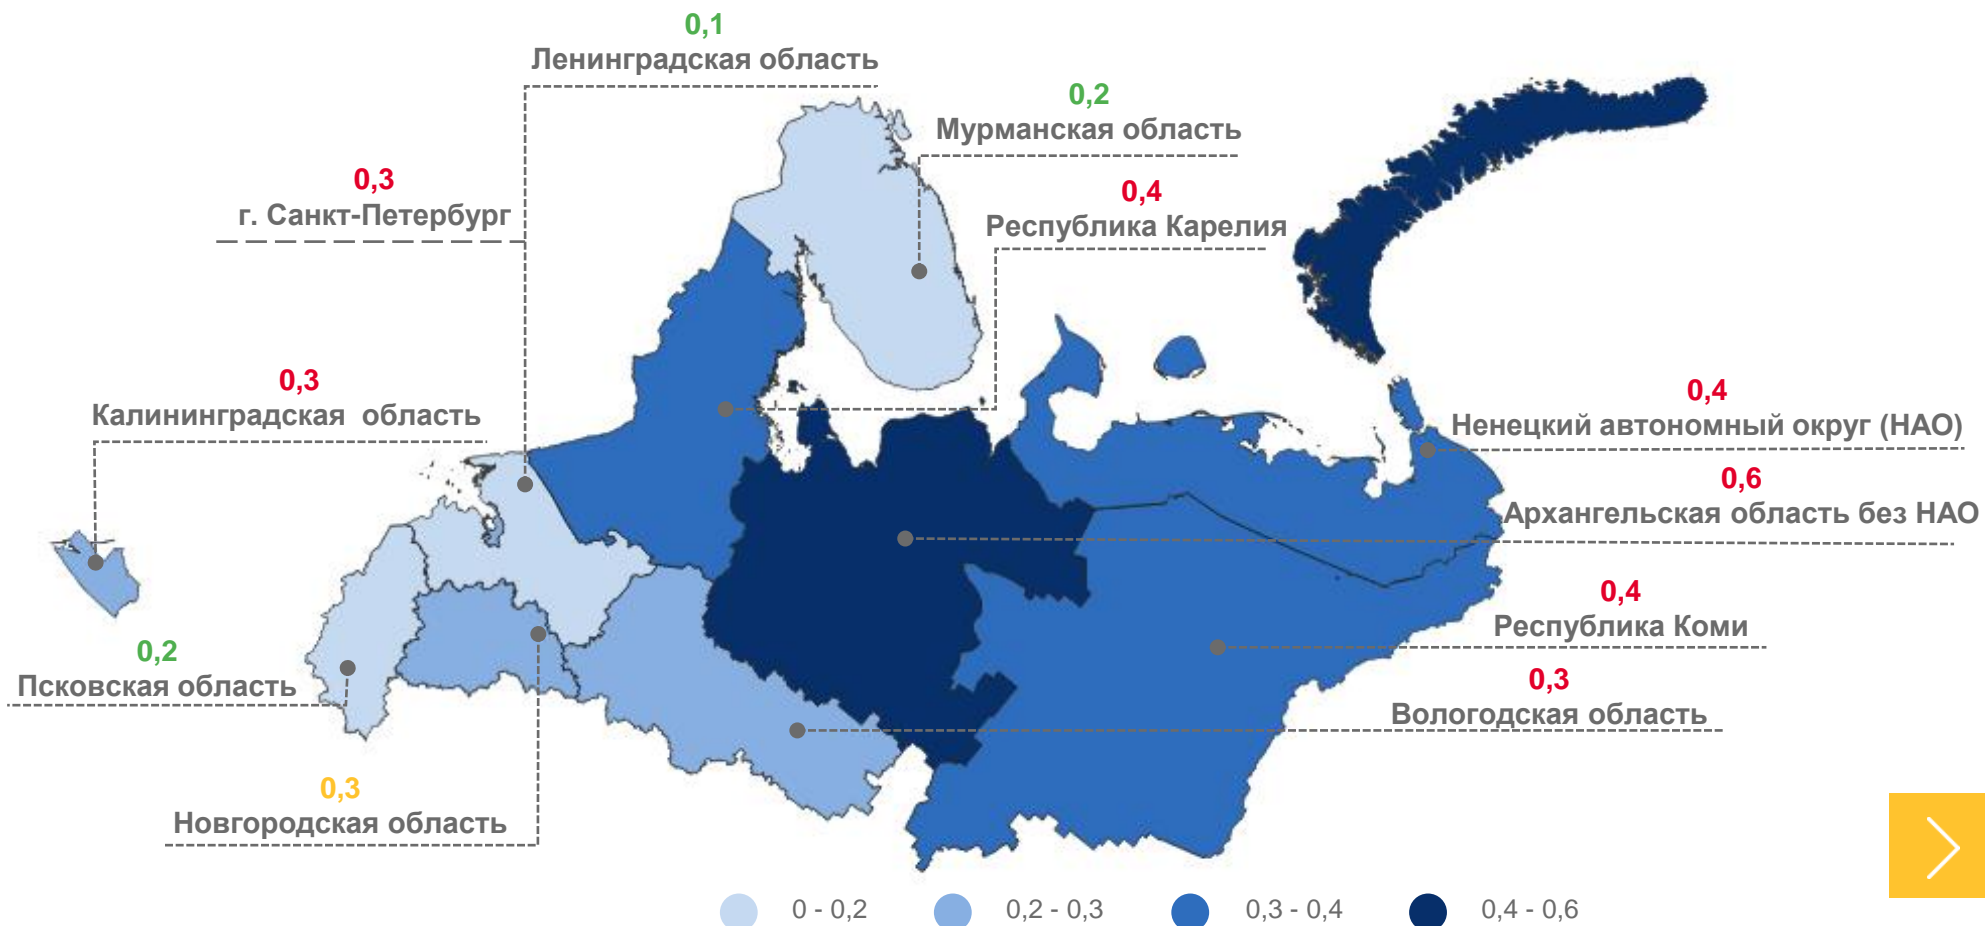 0,1
Ленинградская область
0,2
Мурманская область
0,3
г. Санкт-Петербург
0,4
Республика Карелия
0,3
Калининградская область
0,4
Ненецкий автономный округ (НАО)
0,6
Архангельская область без НАО
0,4
Республика Коми
0,2
Псковская область
0,3
Вологодская область
0,3
Новгородская область
0 - 0,2
0,2 - 0,3
0,3 - 0,4
0,4 - 0,6